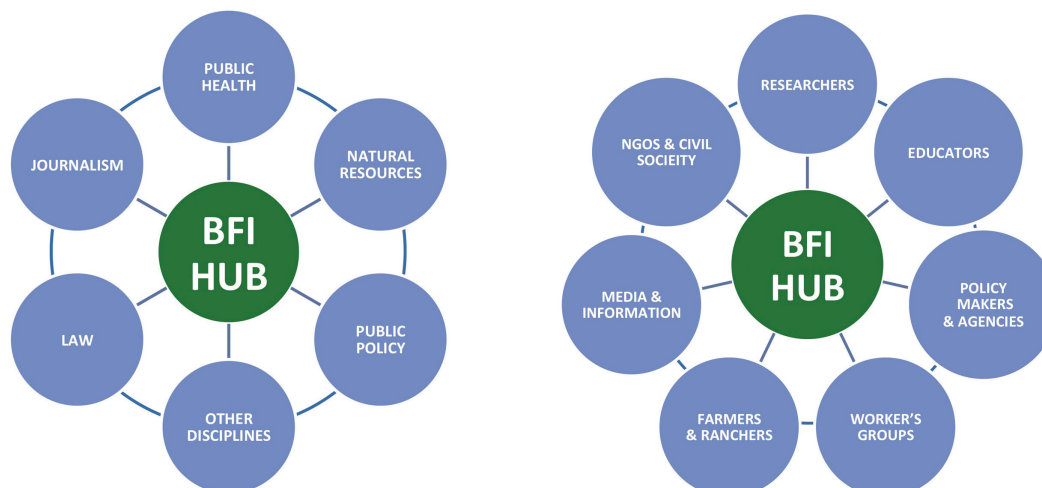 PUBLIC
HEALTH
NATURAL
RESOURCES
PUBLIC
POLICY
OTHER
DISCIPLINES
LAW
JOURNALISM
BFI
HUB
RESEARCHERS
EDUCATORS
POLICY
MAKERS
& AGENCIES
WORKER'S
GROUPS
FARMERS
& RANCHERS
MEDIA &
INFORMATION
NGOS & CIVIL
SOCIEITY
BFI
HUB